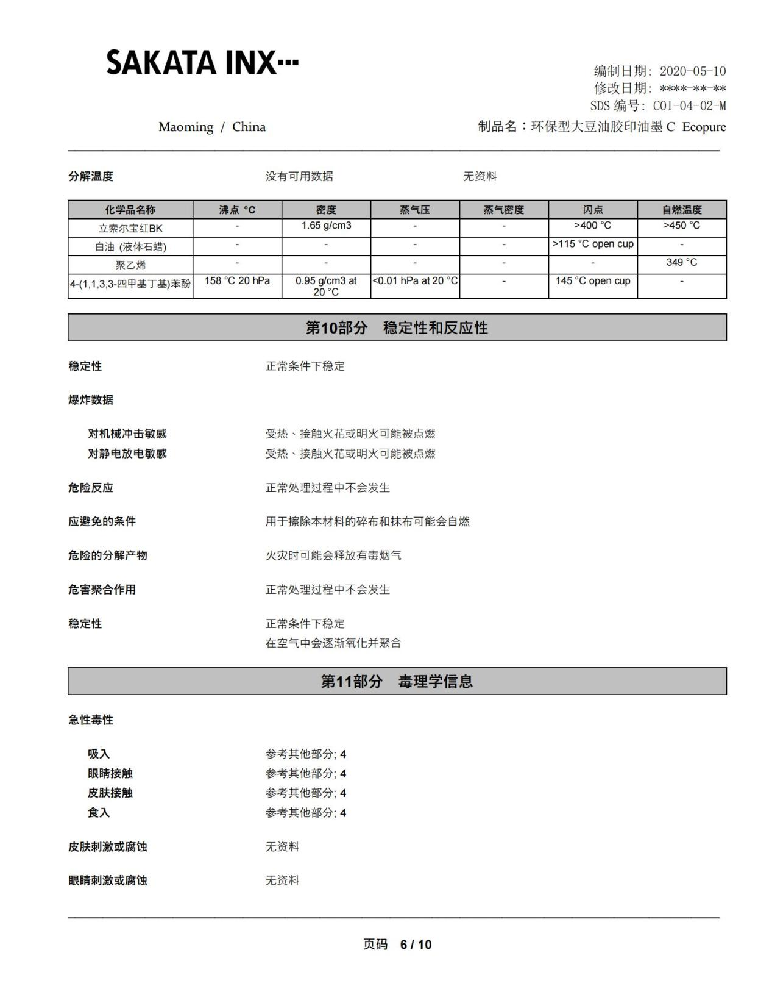 SAKATA INX
编制日期: 2020-05-10
修改日期: ****-**-**
SDS 编号: C01-04-02-M
Maoming / China 制品名：环保型大豆油胶印油墨 C Ecopure
分解温度 没有可用数据 无资料
化学品名称 沸点 °C 密度 蒸气压 蒸气密度 闪点 自燃温度
立索尔宝红BK - 1.65 g/cm3 - - >400 °C >450 °C
白油 (液体石蜡) - - - - >115 °C open cup -
聚乙烯 - - - - - 349 °C
4-(1,1,3,3-四甲基丁基)苯酚 158 °C 20 hPa 0.95 g/cm3 at 20 °C <0.01 hPa at 20 °C - 145 °C open cup -
第10部分 稳定性和反应性
稳定性 正常条件下稳定
爆炸数据
对机械冲击敏感 受热、接触火花或明火可能被点燃
对静电放电敏感 受热、接触火花或明火可能被点燃
危险反应 正常处理过程中不会发生
应避免的条件 用于擦除本材料的碎布和抹布可能会自燃
危险的分解产物 火灾时可能会释放有毒烟气
危害聚合作用 正常处理过程中不会发生
稳定性 正常条件下稳定
在空气中会逐渐氧化并聚合
第11部分 毒理学信息
急性毒性
吸入 参考其他部分; 4
眼睛接触 参考其他部分; 4
皮肤接触 参考其他部分; 4
食入 参考其他部分; 4
皮肤刺激或腐蚀 无资料
眼睛刺激或腐蚀 无资料
页码 6 / 10